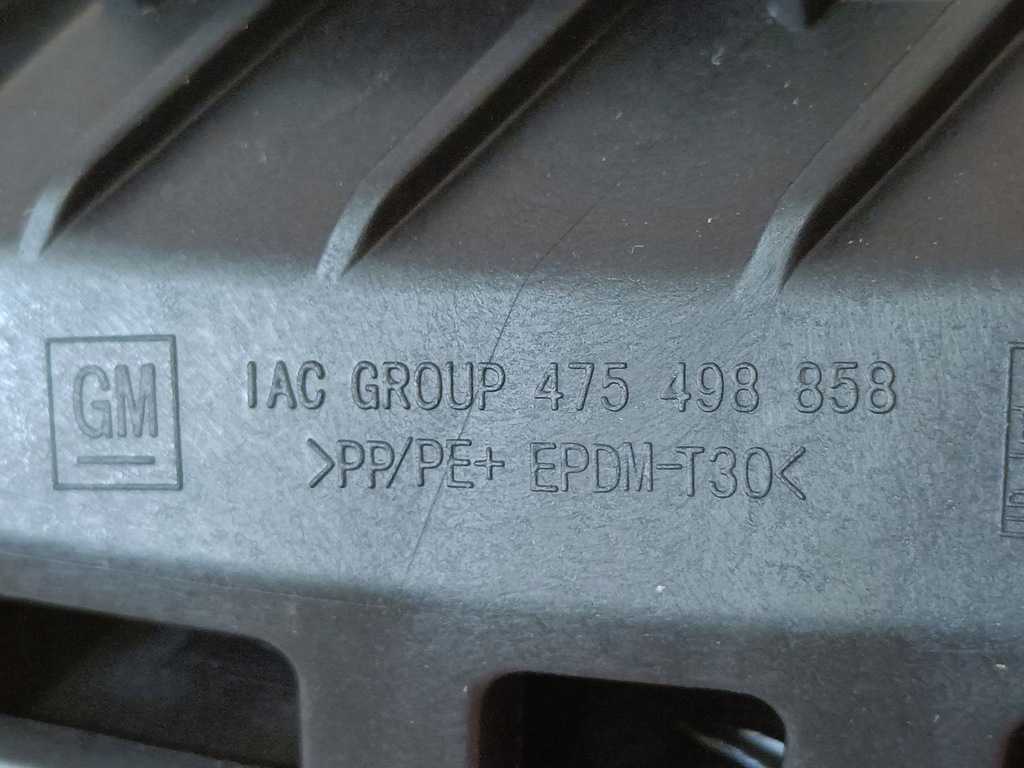 GM
IAC GROUP 475 498 858
>PP/PE+ EPDM-T30<